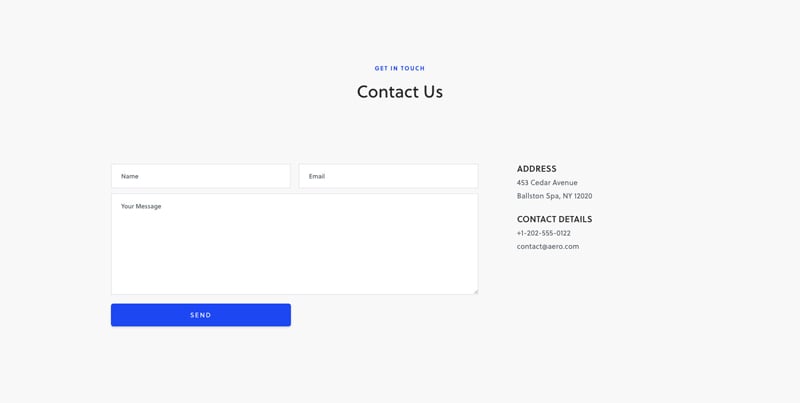 GET IN TOUCH
Contact Us
Name
Email
Your Message
SEND
ADDRESS
453 Cedar Avenue
Ballston Spa, NY 12020
CONTACT DETAILS
+1-202-555-0122
contact@aero.com